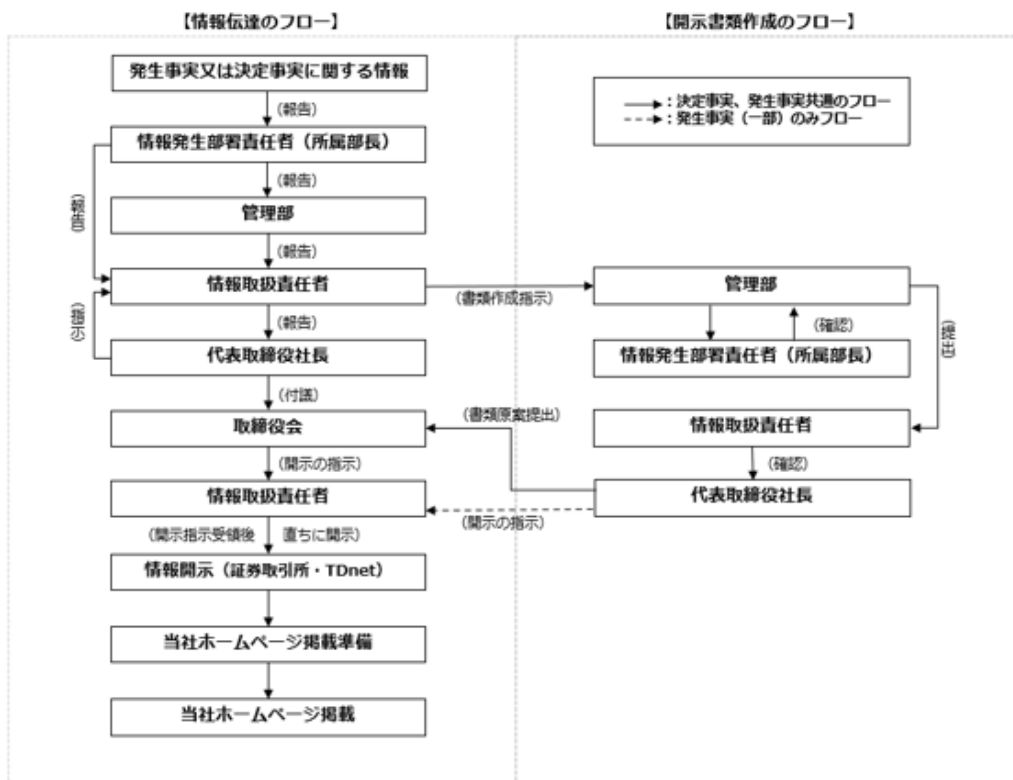 【情報伝達のフロー】
発生事実又は決定事実に関する情報
(報告)
情報発生部署責任者(所属部長)
(報告)
(報告)
管理部
(報告)
情報取扱責任者
(報告)
(指示)
代表取締役社長
(付議)
取締役会
(開示の指示)
情報取扱責任者
(開示指示受領後 直ちに開示)
情報開示(証券取引所・TDnet)
当社ホームページ掲載準備
当社ホームページ掲載
【開示書類作成のフロー】
:決定事実、発生事実共通のフロー
:発生事実(一部)のみフロー
(書類作成指示)
管理部
(確認)
(提出)
情報発生部署責任者(所属部長)
情報取扱責任者
(確認)
代表取締役社長
(書類原案提出)
(開示の指示)